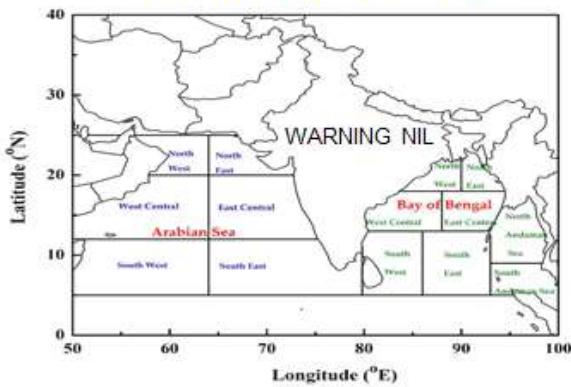 40
WARNING NIL
30
Latitude (⁰N)
20
10
0
North
West
North
East
West Central
East Central
Arabian Sea
South West
South East
North
West
North
East
Bay of Bengal
West Central
East Central
South
West
South
East
North
Andaman
Sea
South
Andaman Sea
50
60
70
80
90
100
Longitude (⁰E)